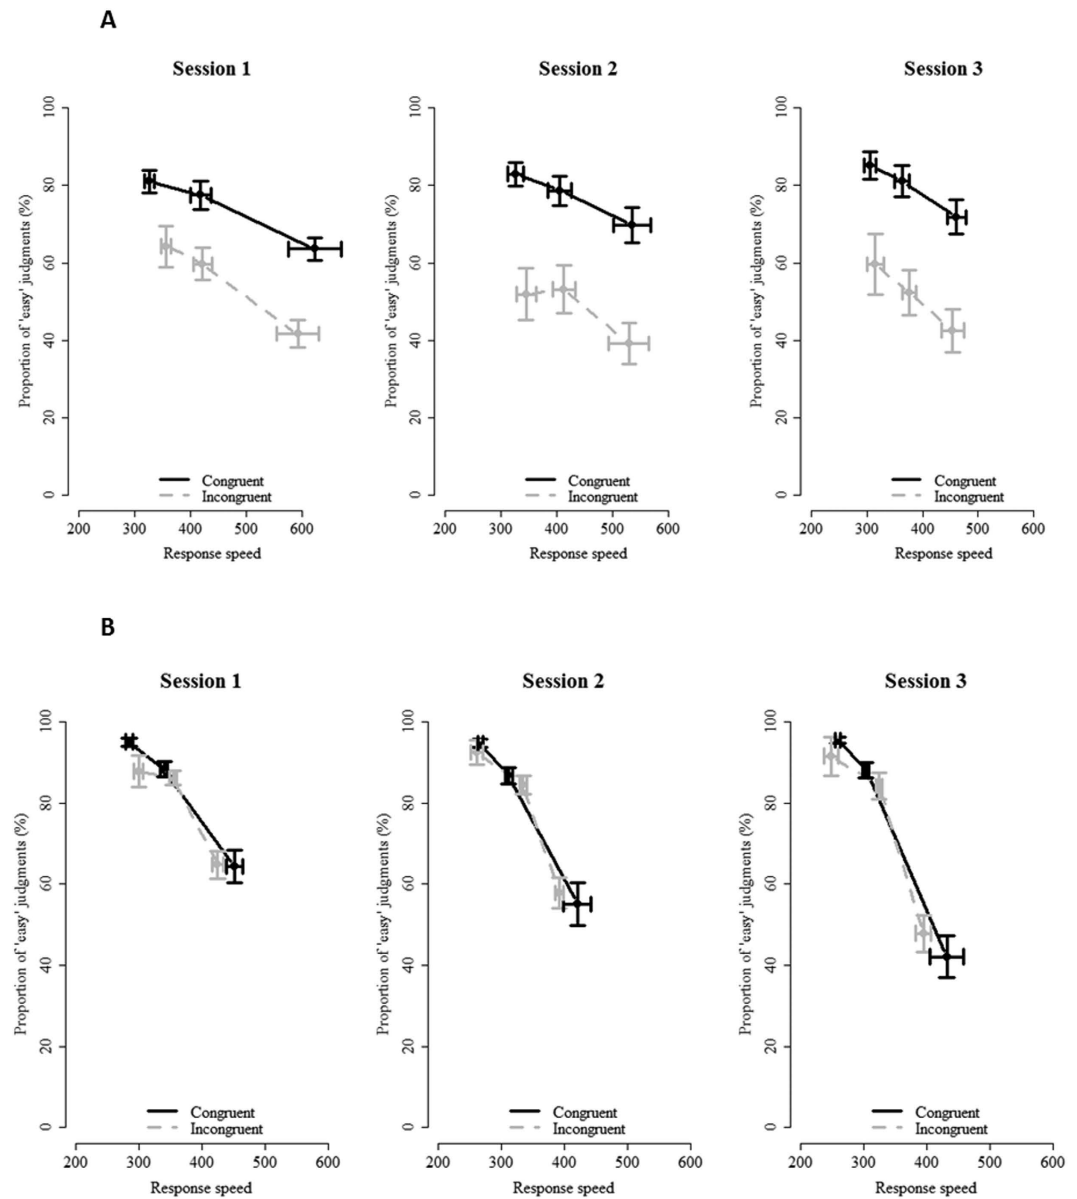 A
Session 1
Session 2
Session 3
Proportion of 'easy' judgments (%)
0 20 40 60 80 100
Congruent
Incongruent
200 300 400 500 600
Response speed
Proportion of 'easy' judgments (%)
0 20 40 60 80 100
Congruent
Incongruent
200 300 400 500 600
Response speed
Proportion of 'easy' judgments (%)
0 20 40 60 80 100
Congruent
Incongruent
200 300 400 500 600
Response speed
B
Session 1
Session 2
Session 3
Proportion of 'easy' judgments (%)
0 20 40 60 80 100
Congruent
Incongruent
200 300 400 500 600
Response speed
Proportion of 'easy' judgments (%)
0 20 40 60 80 100
Congruent
Incongruent
200 300 400 500 600
Response speed
Proportion of 'easy' judgments (%)
0 20 40 60 80 100
Congruent
Incongruent
200 300 400 500 600
Response speed